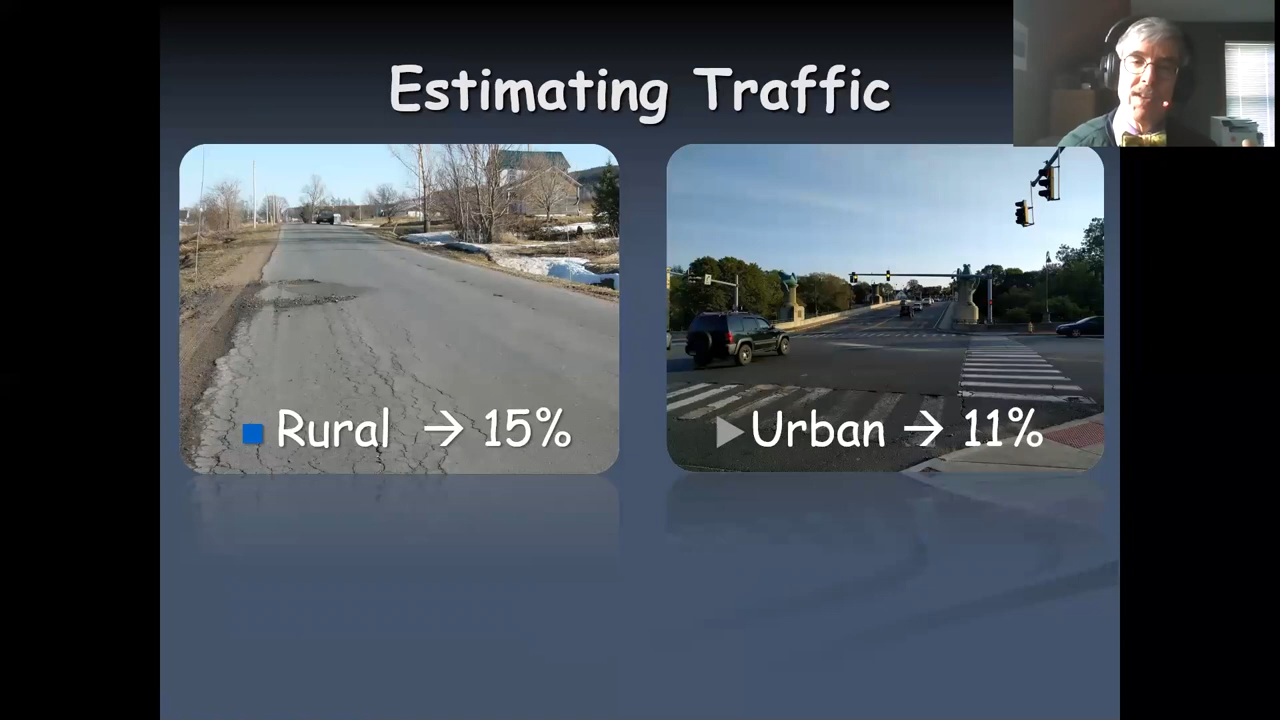 Estimating Traffic
Rural → 15%
Urban → 11%